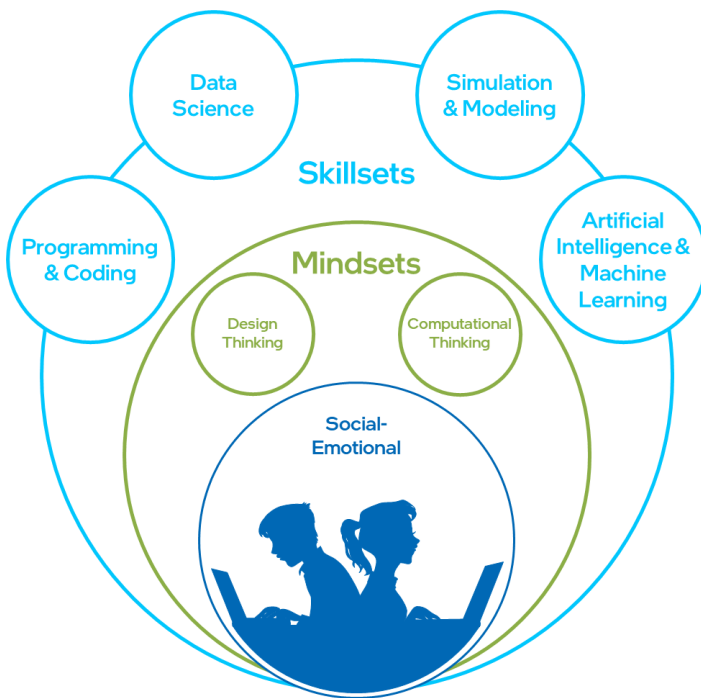 Data
Science
Simulation
& Modeling
Skillsets
Programming
& Coding
Artificial
Intelligence &
Machine
Learning
Mindsets
Design
Thinking
Computational
Thinking
Social-
Emotional